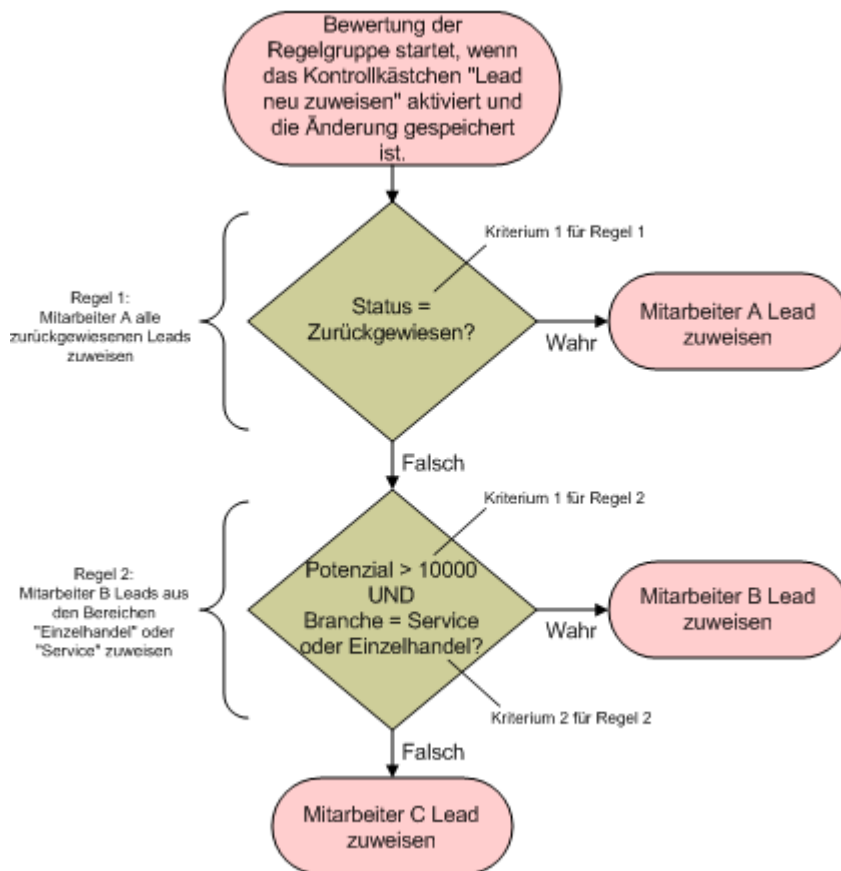 Bewertung der
Regelgruppe startet, wenn
das Kontrollkästchen "Lead
neu zuweisen" aktiviert und
die Änderung gespeichert
ist.
Kriterium 1 für Regel 1
Regel 1:
Mitarbeiter A alle
zurückgewiesenen Leads
zuweisen
Status =
Zurückgewiesen?
Wahr
Mitarbeiter A Lead
zuweisen
Falsch
Kriterium 1 für Regel 2
Regel 2:
Mitarbeiter B Leads aus
den Bereichen
"Einzelhandel" oder
"Service" zuweisen
Potenzial > 10000
UND
Branche = Service
oder Einzelhandel?
Wahr
Mitarbeiter B Lead
zuweisen
Kriterium 2 für Regel 2
Falsch
Mitarbeiter C Lead
zuweisen